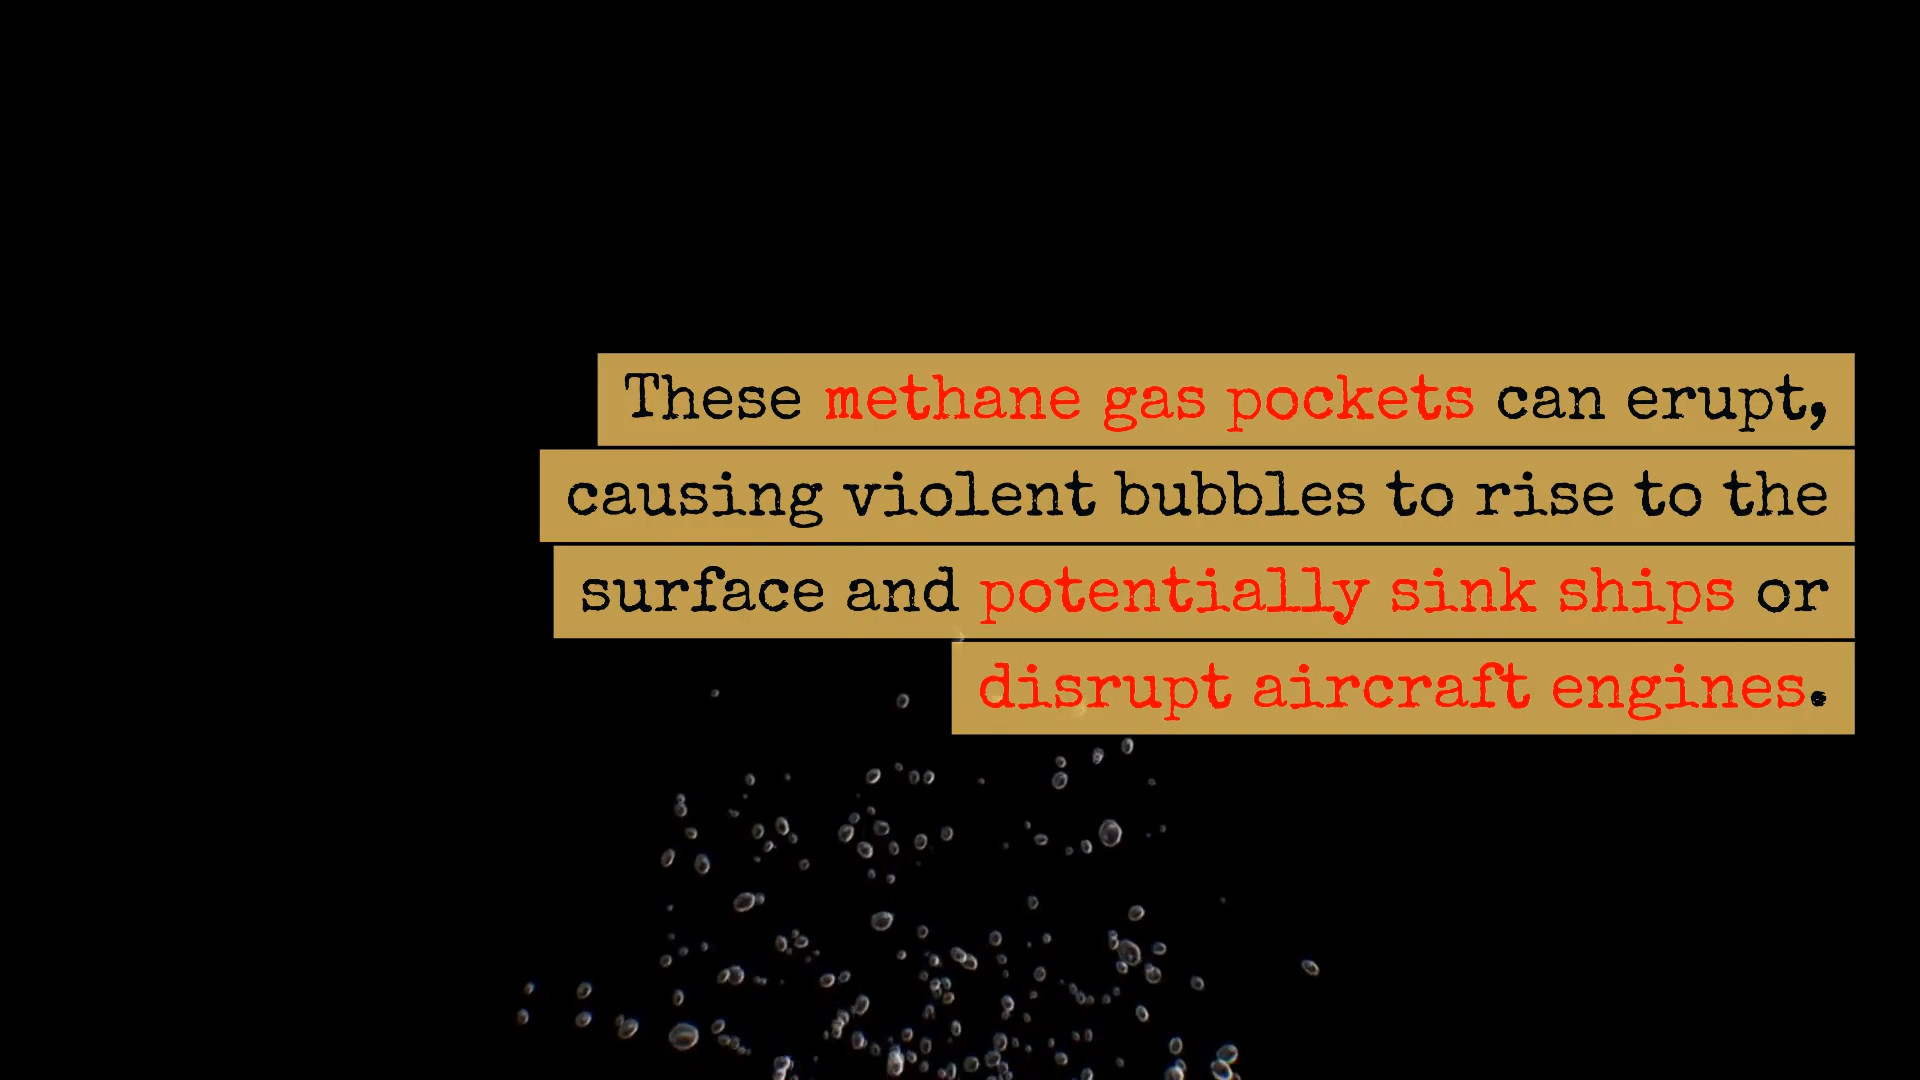 These methane gas pockets can erupt,
causing violent bubbles to rise to the
surface and potentially sink ships or
disrupt aircraft engines.